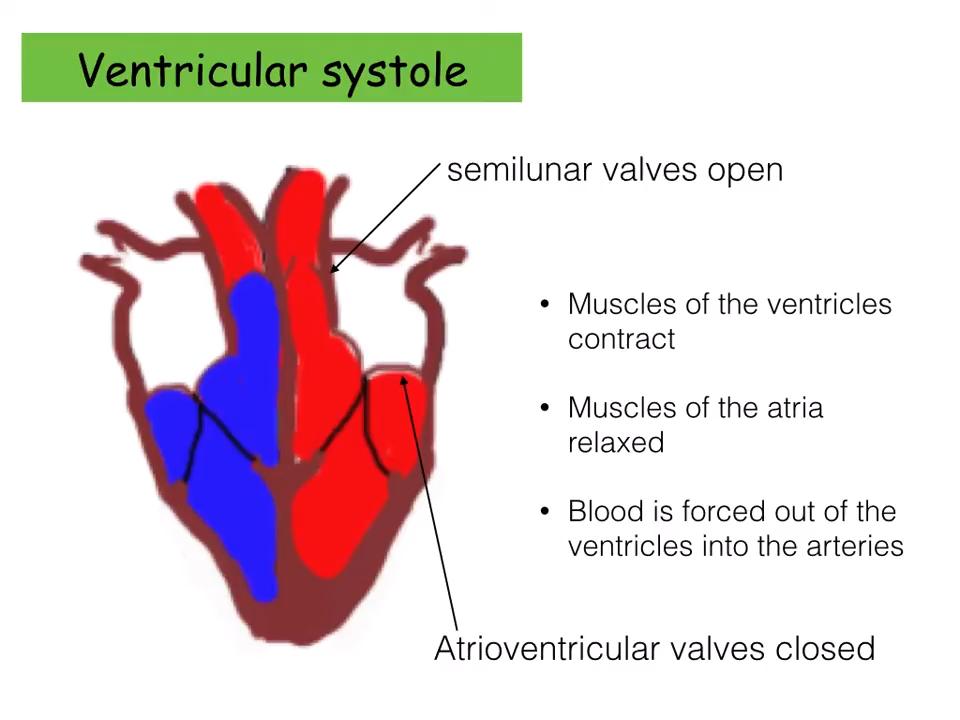 Ventricular systole
semilunar valves open
• Muscles of the ventricles
contract
• Muscles of the atria
relaxed
• Blood is forced out of the
ventricles into the arteries
Atrioventricular valves closed